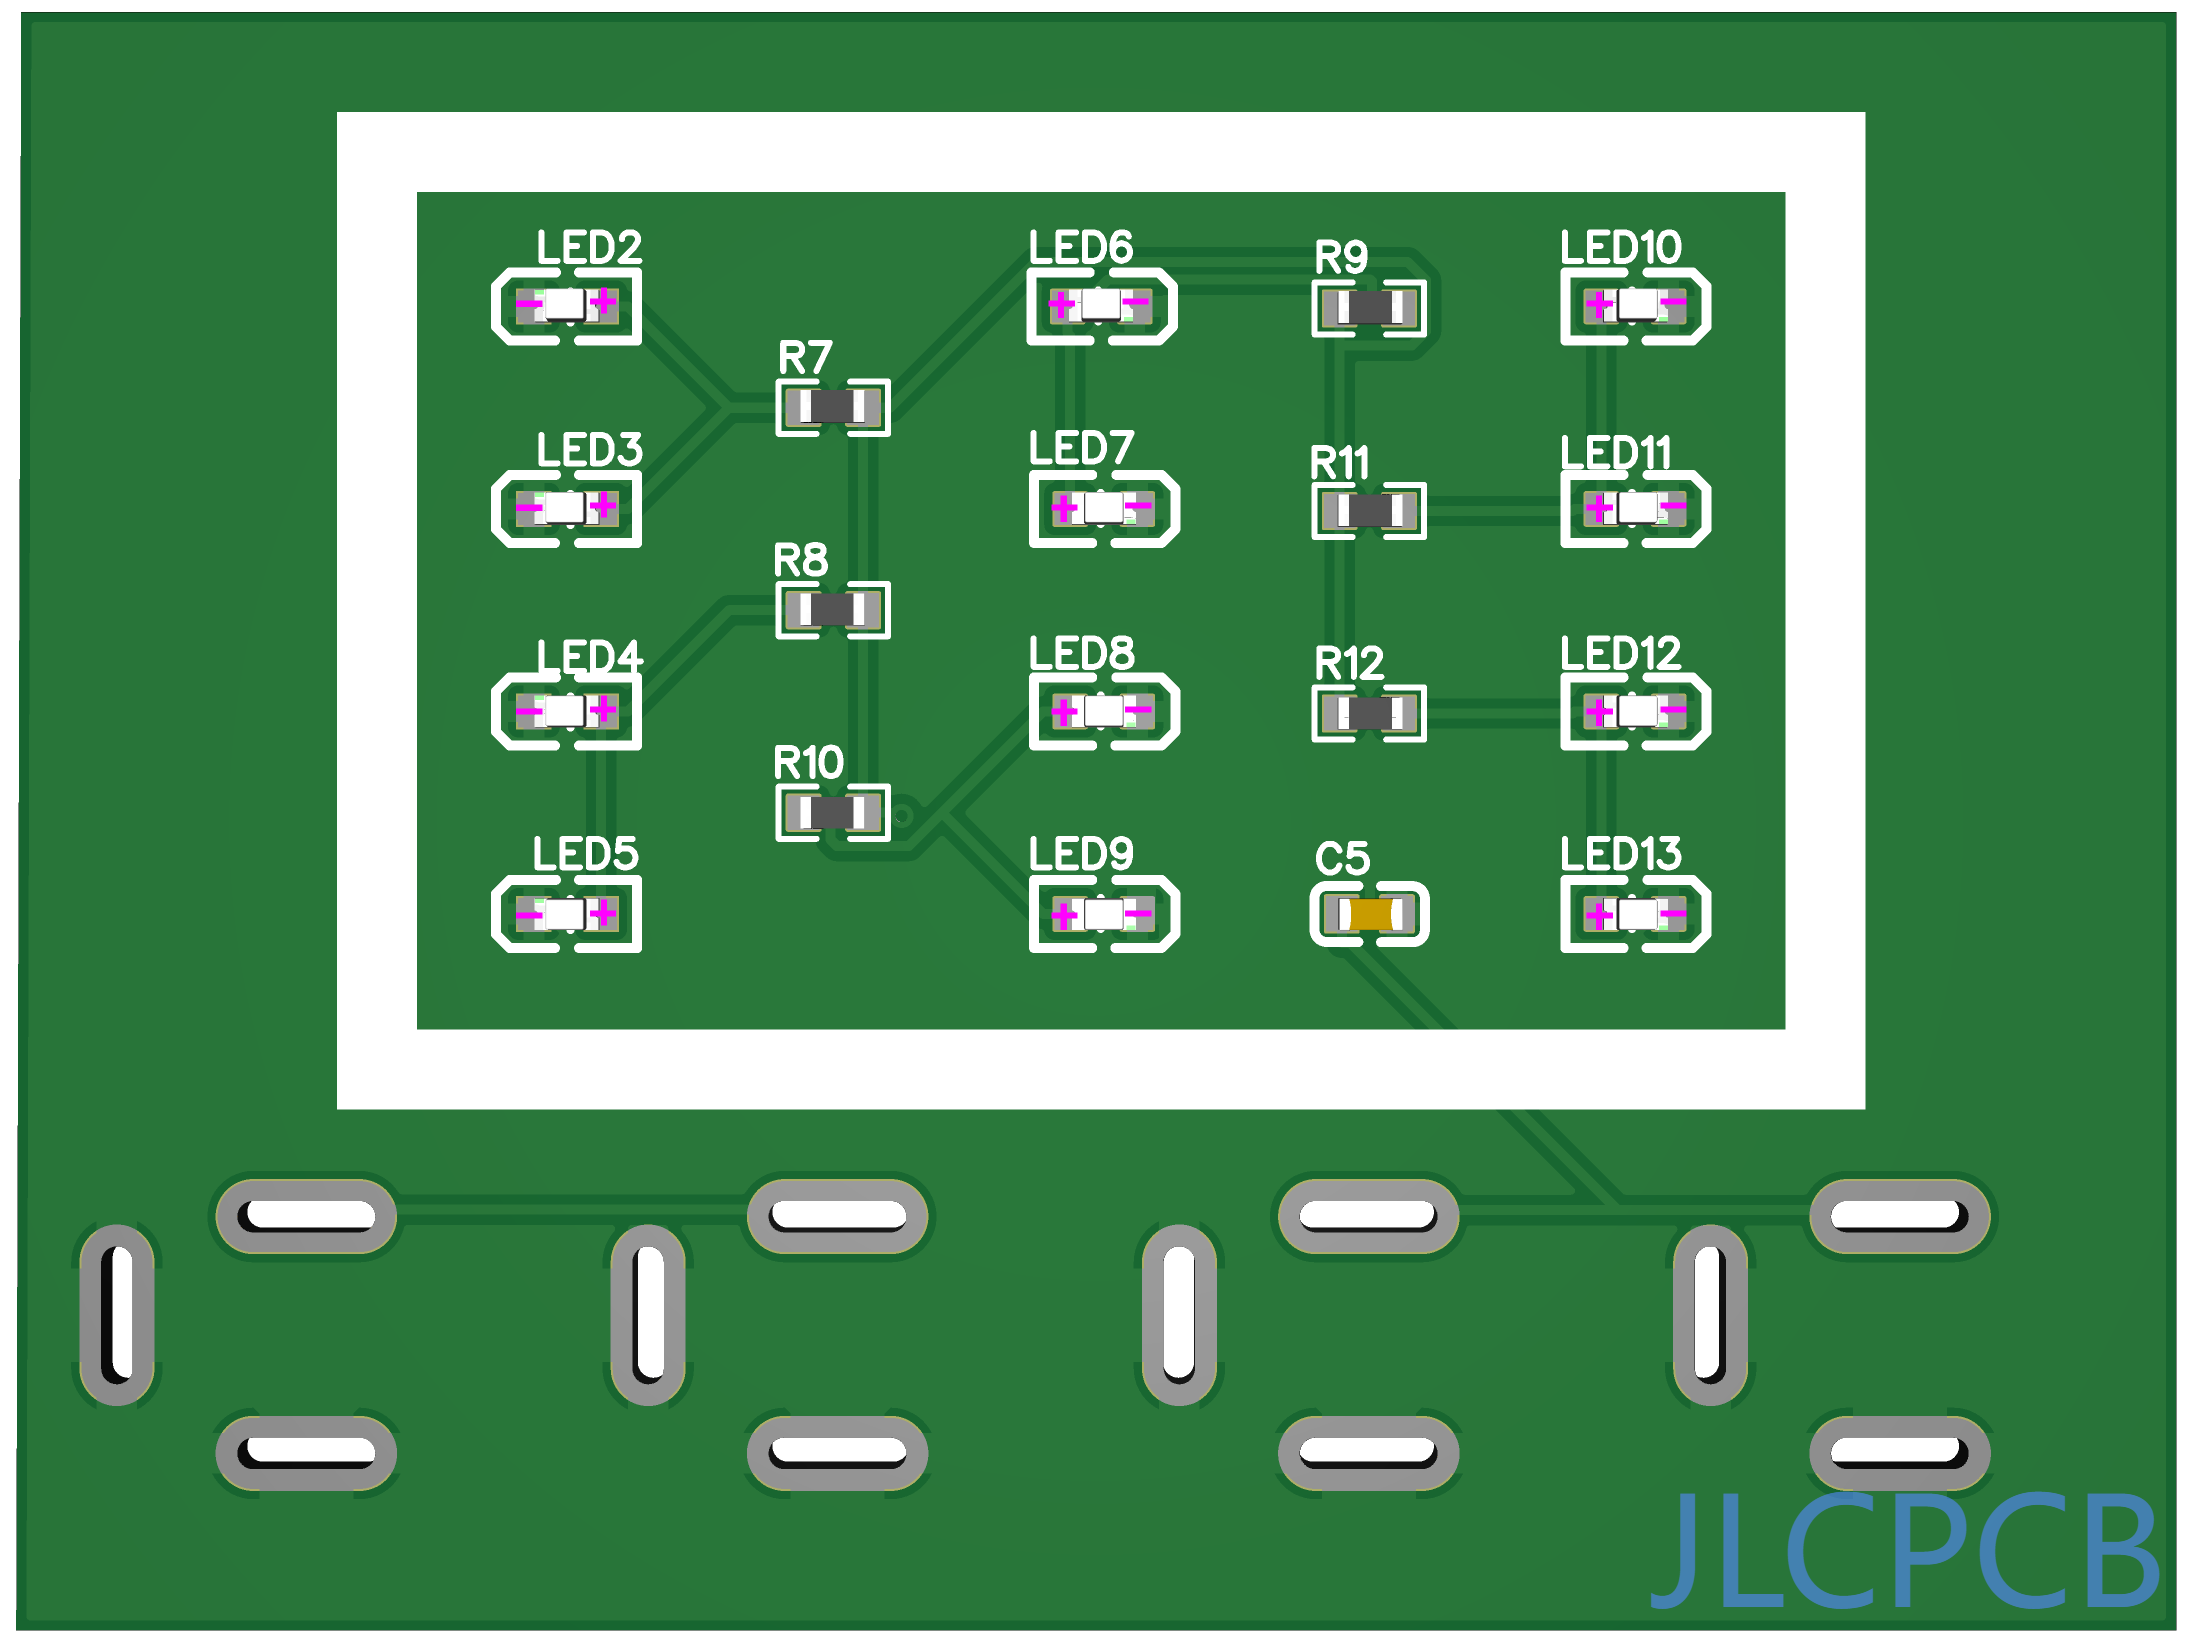 LED2 LED6 R9 LED10
R7
LED3 LED7 R11 LED11
R8
LED4 LED8 R12 LED12
R10
LED5 LED9 C5 LED13
JLCPCB